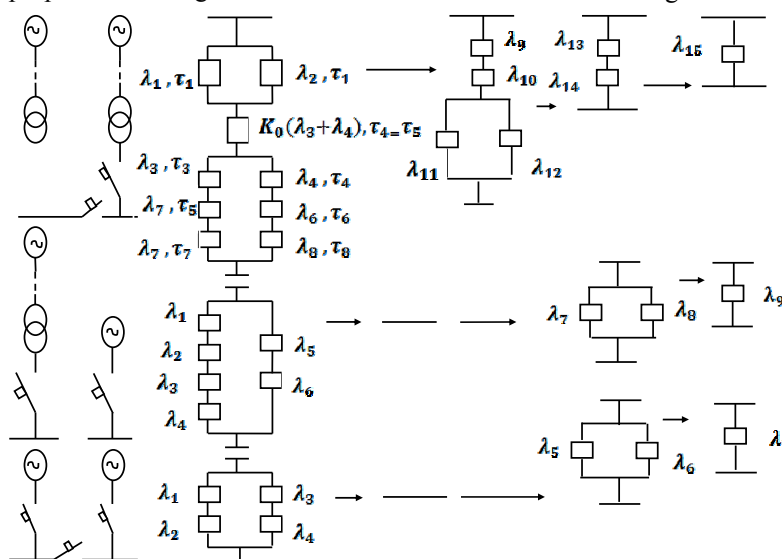 λ₁ , τ₁
λ₂ , τ₁
λ₉
λ₁₀
λ₁₁
λ₁₂
λ₁₃
λ₁₄
λ₁₅
K₀(λ₃+λ₄), τ₄₌τ₅
λ₃ , τ₃
λ₄ , τ₄
λ₇ , τ₅
λ₆ , τ₆
λ₇ , τ₇
λ₈ , τ₈
λ₁
λ₂
λ₃
λ₄
λ₅
λ₆
λ₇
λ₈
λ₉
λ₁
λ₂
λ₃
λ₄
λ₅
λ₆
λ